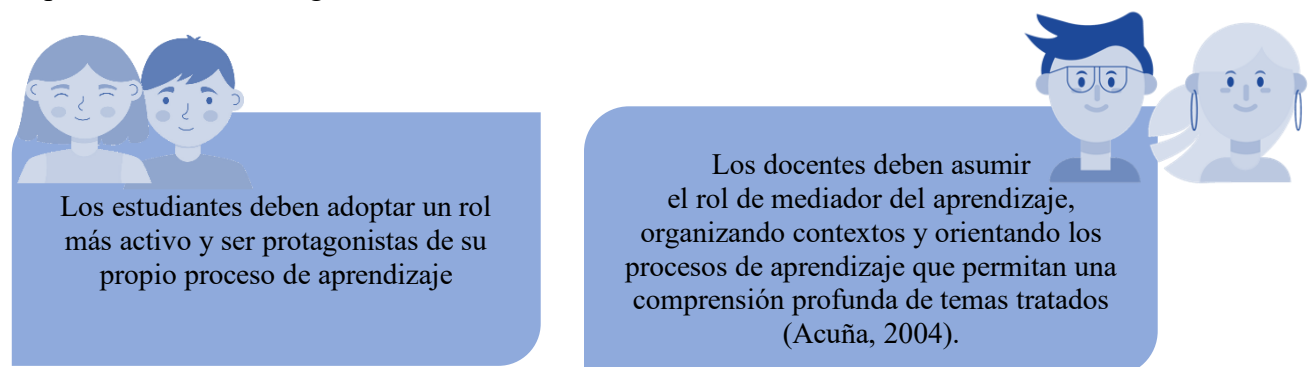 Los estudiantes deben adoptar un rol
más activo y ser protagonistas de su
propio proceso de aprendizaje
Los docentes deben asumir
el rol de mediador del aprendizaje,
organizando contextos y orientando los
procesos de aprendizaje que permitan una
comprensión profunda de temas tratados
(Acuña, 2004).